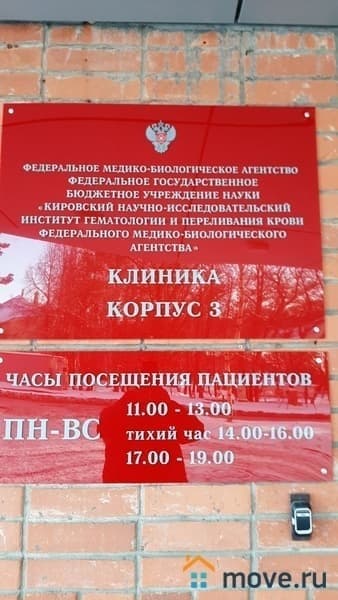 ФЕДЕРАЛЬНОЕ МЕДИКО-БИОЛОГИЧЕСКОЕ АГЕНТСТВО
ФЕДЕРАЛЬНОЕ ГОСУДАРСТВЕННОЕ
БЮДЖЕТНОЕ УЧРЕЖДЕНИЕ НАУКИ
«КИРОВСКИЙ НАУЧНО-ИССЛЕДОВАТЕЛЬСКИЙ
ИНСТИТУТ ГЕМАТОЛОГИИ И ПЕРЕЛИВАНИЯ КРОВИ
ФЕДЕРАЛЬНОГО МЕДИКО-БИОЛОГИЧЕСКОГО
АГЕНТСТВА»
КЛИНИКА
КОРПУС 3
ЧАСЫ ПОСЕЩЕНИЯ ПАЦИЕНТОВ
11.00 - 13.00
ПН-ВС тихий час 14.00-16.00
17.00 - 19.00
move.ru